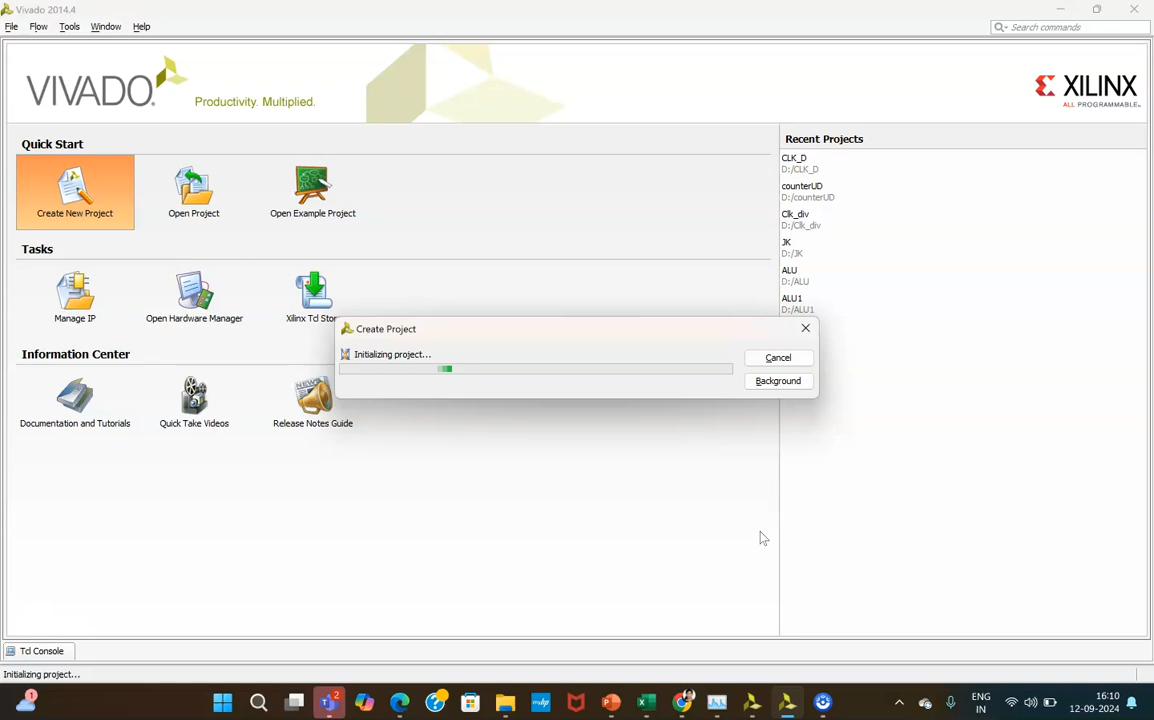 Vivado 2014.4
File Flow Tools Window Help
Search commands
VIVADO. Productivity. Multiplied.
XILINX
ALL PROGRAMMABLE.
Quick Start
Create New Project
Open Project
Open Example Project
Tasks
Manage IP
Open Hardware Manager
Xilinx Tcl Stor
Information Center
Documentation and Tutorials
Quick Take Videos
Release Notes Guide
Recent Projects
CLK_D
D:/CLK_D
counterUD
D:/counterUD
Clk_div
D:/Clk_div
JK
D:/JK
ALU
D:/ALU
ALU1
D:/ALU1
Create Project
Initializing project...
Cancel
Background
Tcl Console
Initializing project...
1
2
ENG
IN
16:10
12-09-2024